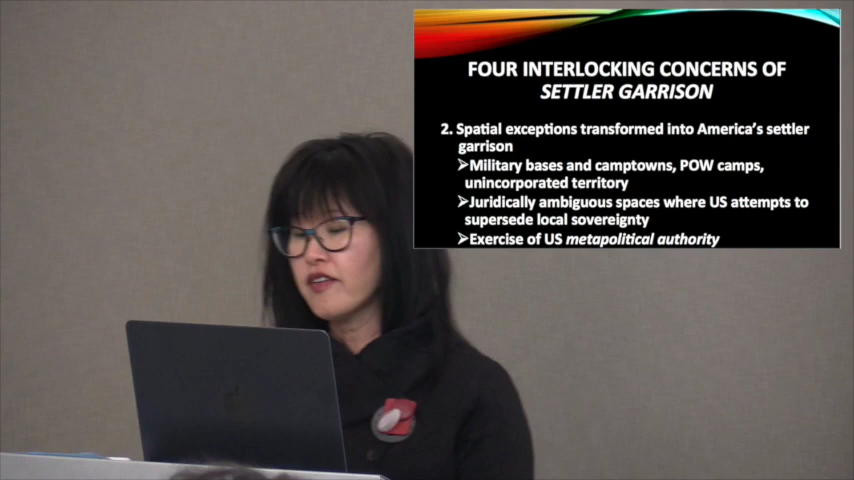 FOUR INTERLOCKING CONCERNS OF
SETTLER GARRISON
2. Spatial exceptions transformed into America's settler
garrison
➢Military bases and camptowns, POW camps,
unincorporated territory
➢Juridically ambiguous spaces where US attempts to
supersede local sovereignty
➢Exercise of US metapolitical authority